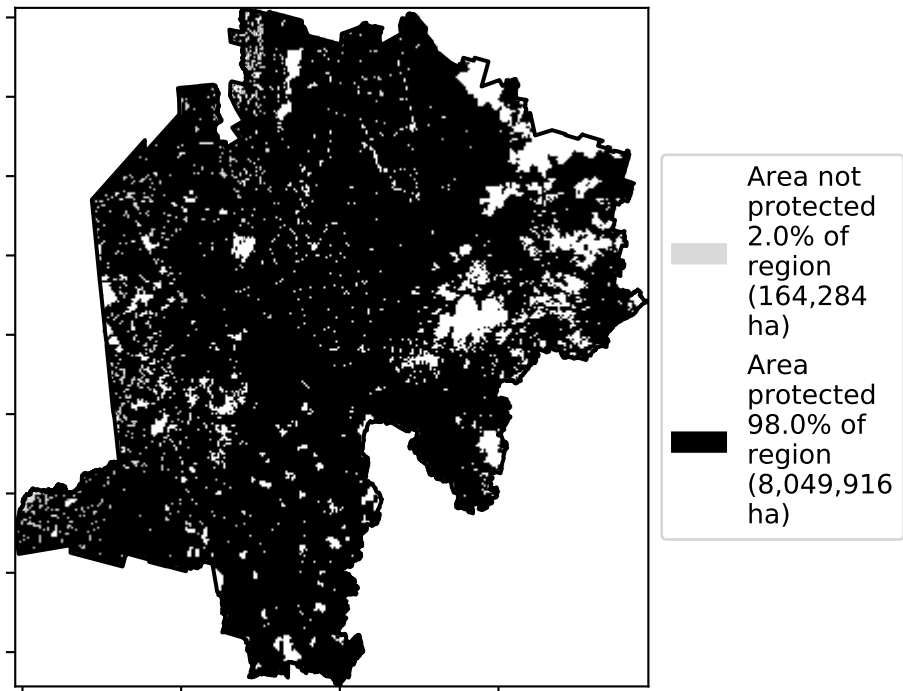 Area not
protected
2.0% of
region
(164,284
ha)
Area
protected
98.0% of
region
(8,049,916
ha)